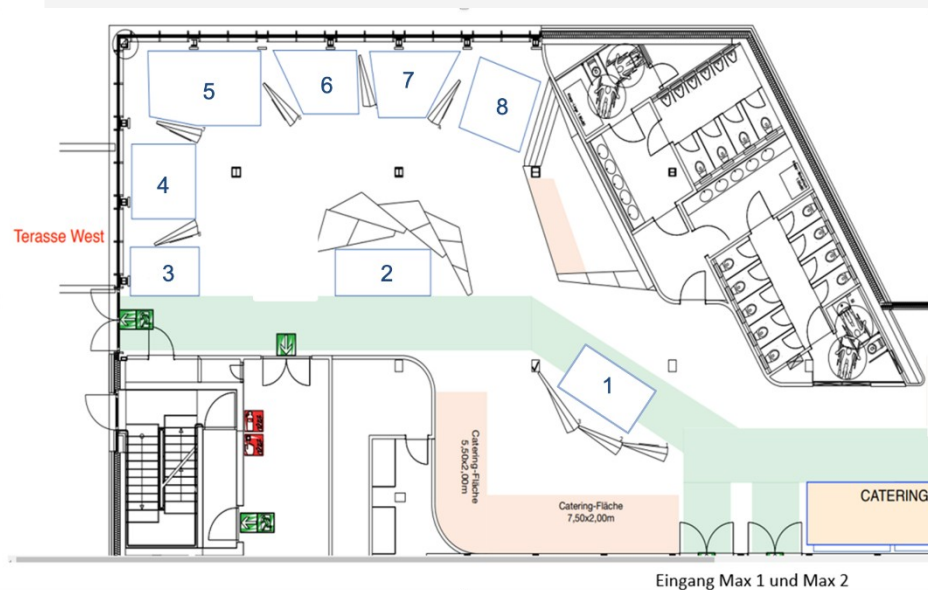 5
6
7
8
4
Terasse West
3
2
1
Catering-Fläche
5,50x2,00m
Catering-Fläche
7,50x2,00m
CATERING
Eingang Max 1 und Max 2